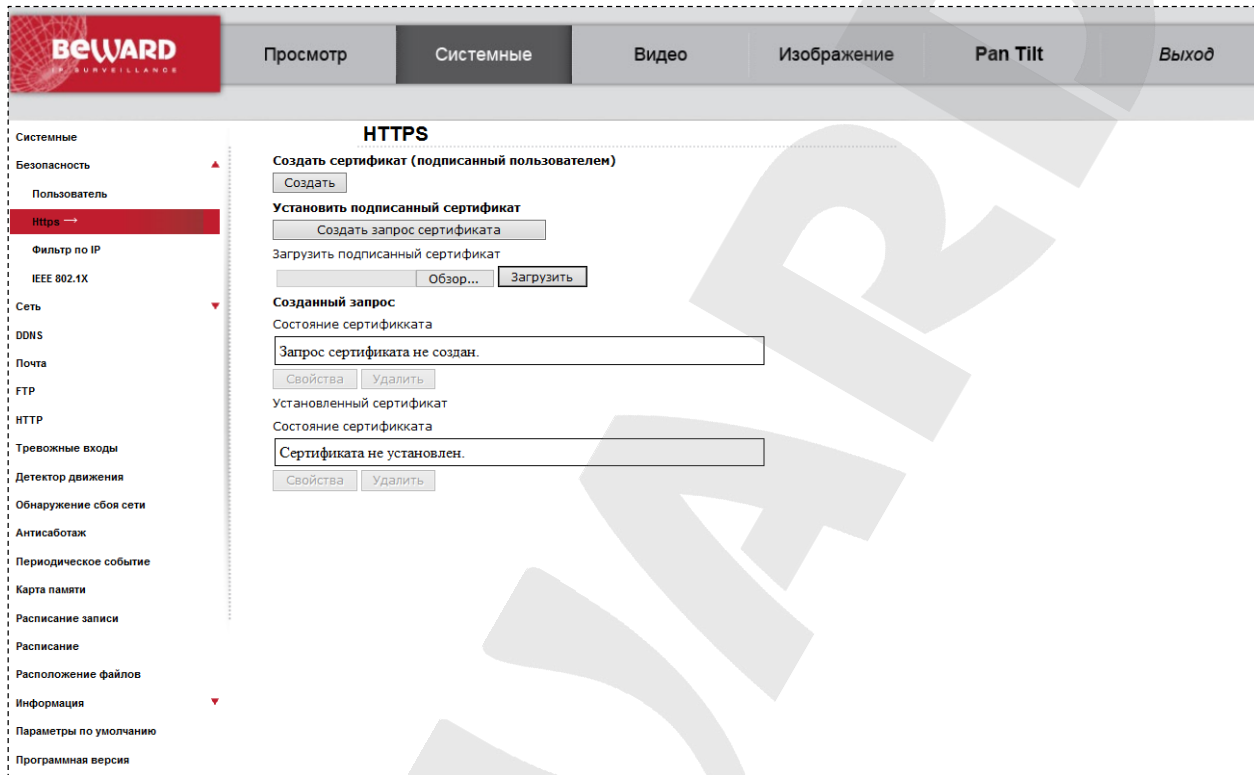 BEWARD
IP SURVEILLANCE
Просмотр
Системные
Видео
Изображение
Pan Tilt
Выход
Системные
Безопасность
Пользователь
Https →
Фильтр по IP
IEEE 802.1X
Сеть
DDNS
Почта
FTP
HTTP
Тревожные входы
Детектор движения
Обнаружение сбоя сети
Антисаботаж
Периодическое событие
Карта памяти
Расписание записи
Расписание
Расположение файлов
Информация
Параметры по умолчанию
Программная версия
HTTPS
Создать сертификат (подписанный пользователем)
Создать
Установить подписанный сертификат
Создать запрос сертификата
Загрузить подписанный сертификат
Обзор... Загрузить
Созданный запрос
Состояние сертификката
Запрос сертификата не создан.
Свойства Удалить
Установленный сертификат
Состояние сертификката
Сертификата не установлен.
Свойства Удалить